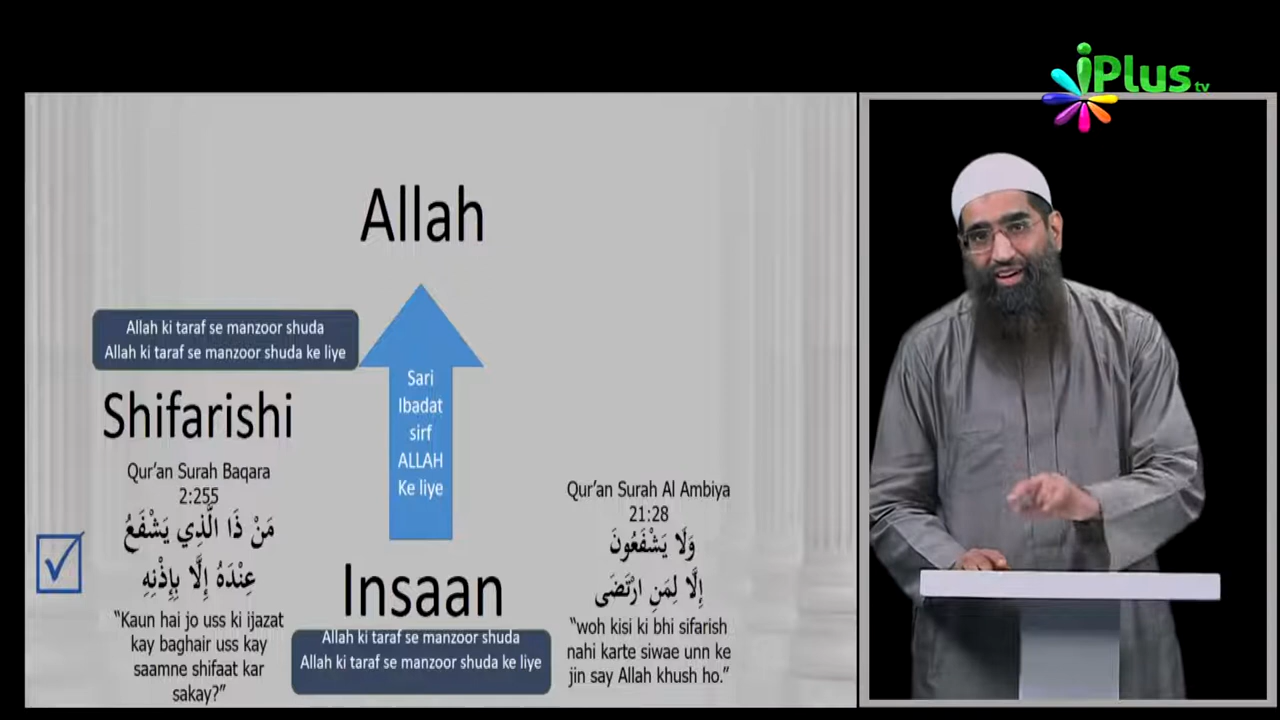 iPlus tv
Allah
Allah ki taraf se manzoor shuda
Allah ki taraf se manzoor shuda ke liye
Shifarishi
Qur’an Surah Baqara
2:255
مَنْ ذَا الَّذِي يَشْفَعُ
عِنْدَهُ إِلَّا بِإِذْنِهِ
“Kaun hai jo uss ki ijazat
kay baghair uss kay
saamne shifaat kar
sakay?”
Sari
Ibadat
sirf
ALLAH
Ke liye
Insaan
Allah ki taraf se manzoor shuda
Allah ki taraf se manzoor shuda ke liye
Qur’an Surah Al Ambiya
21:28
وَلَا يَشْفَعُونَ
إِلَّا لِمَنِ ارْتَضَى
“woh kisi ki bhi sifarish
nahi karte siwae unn ke
jin say Allah khush ho.”